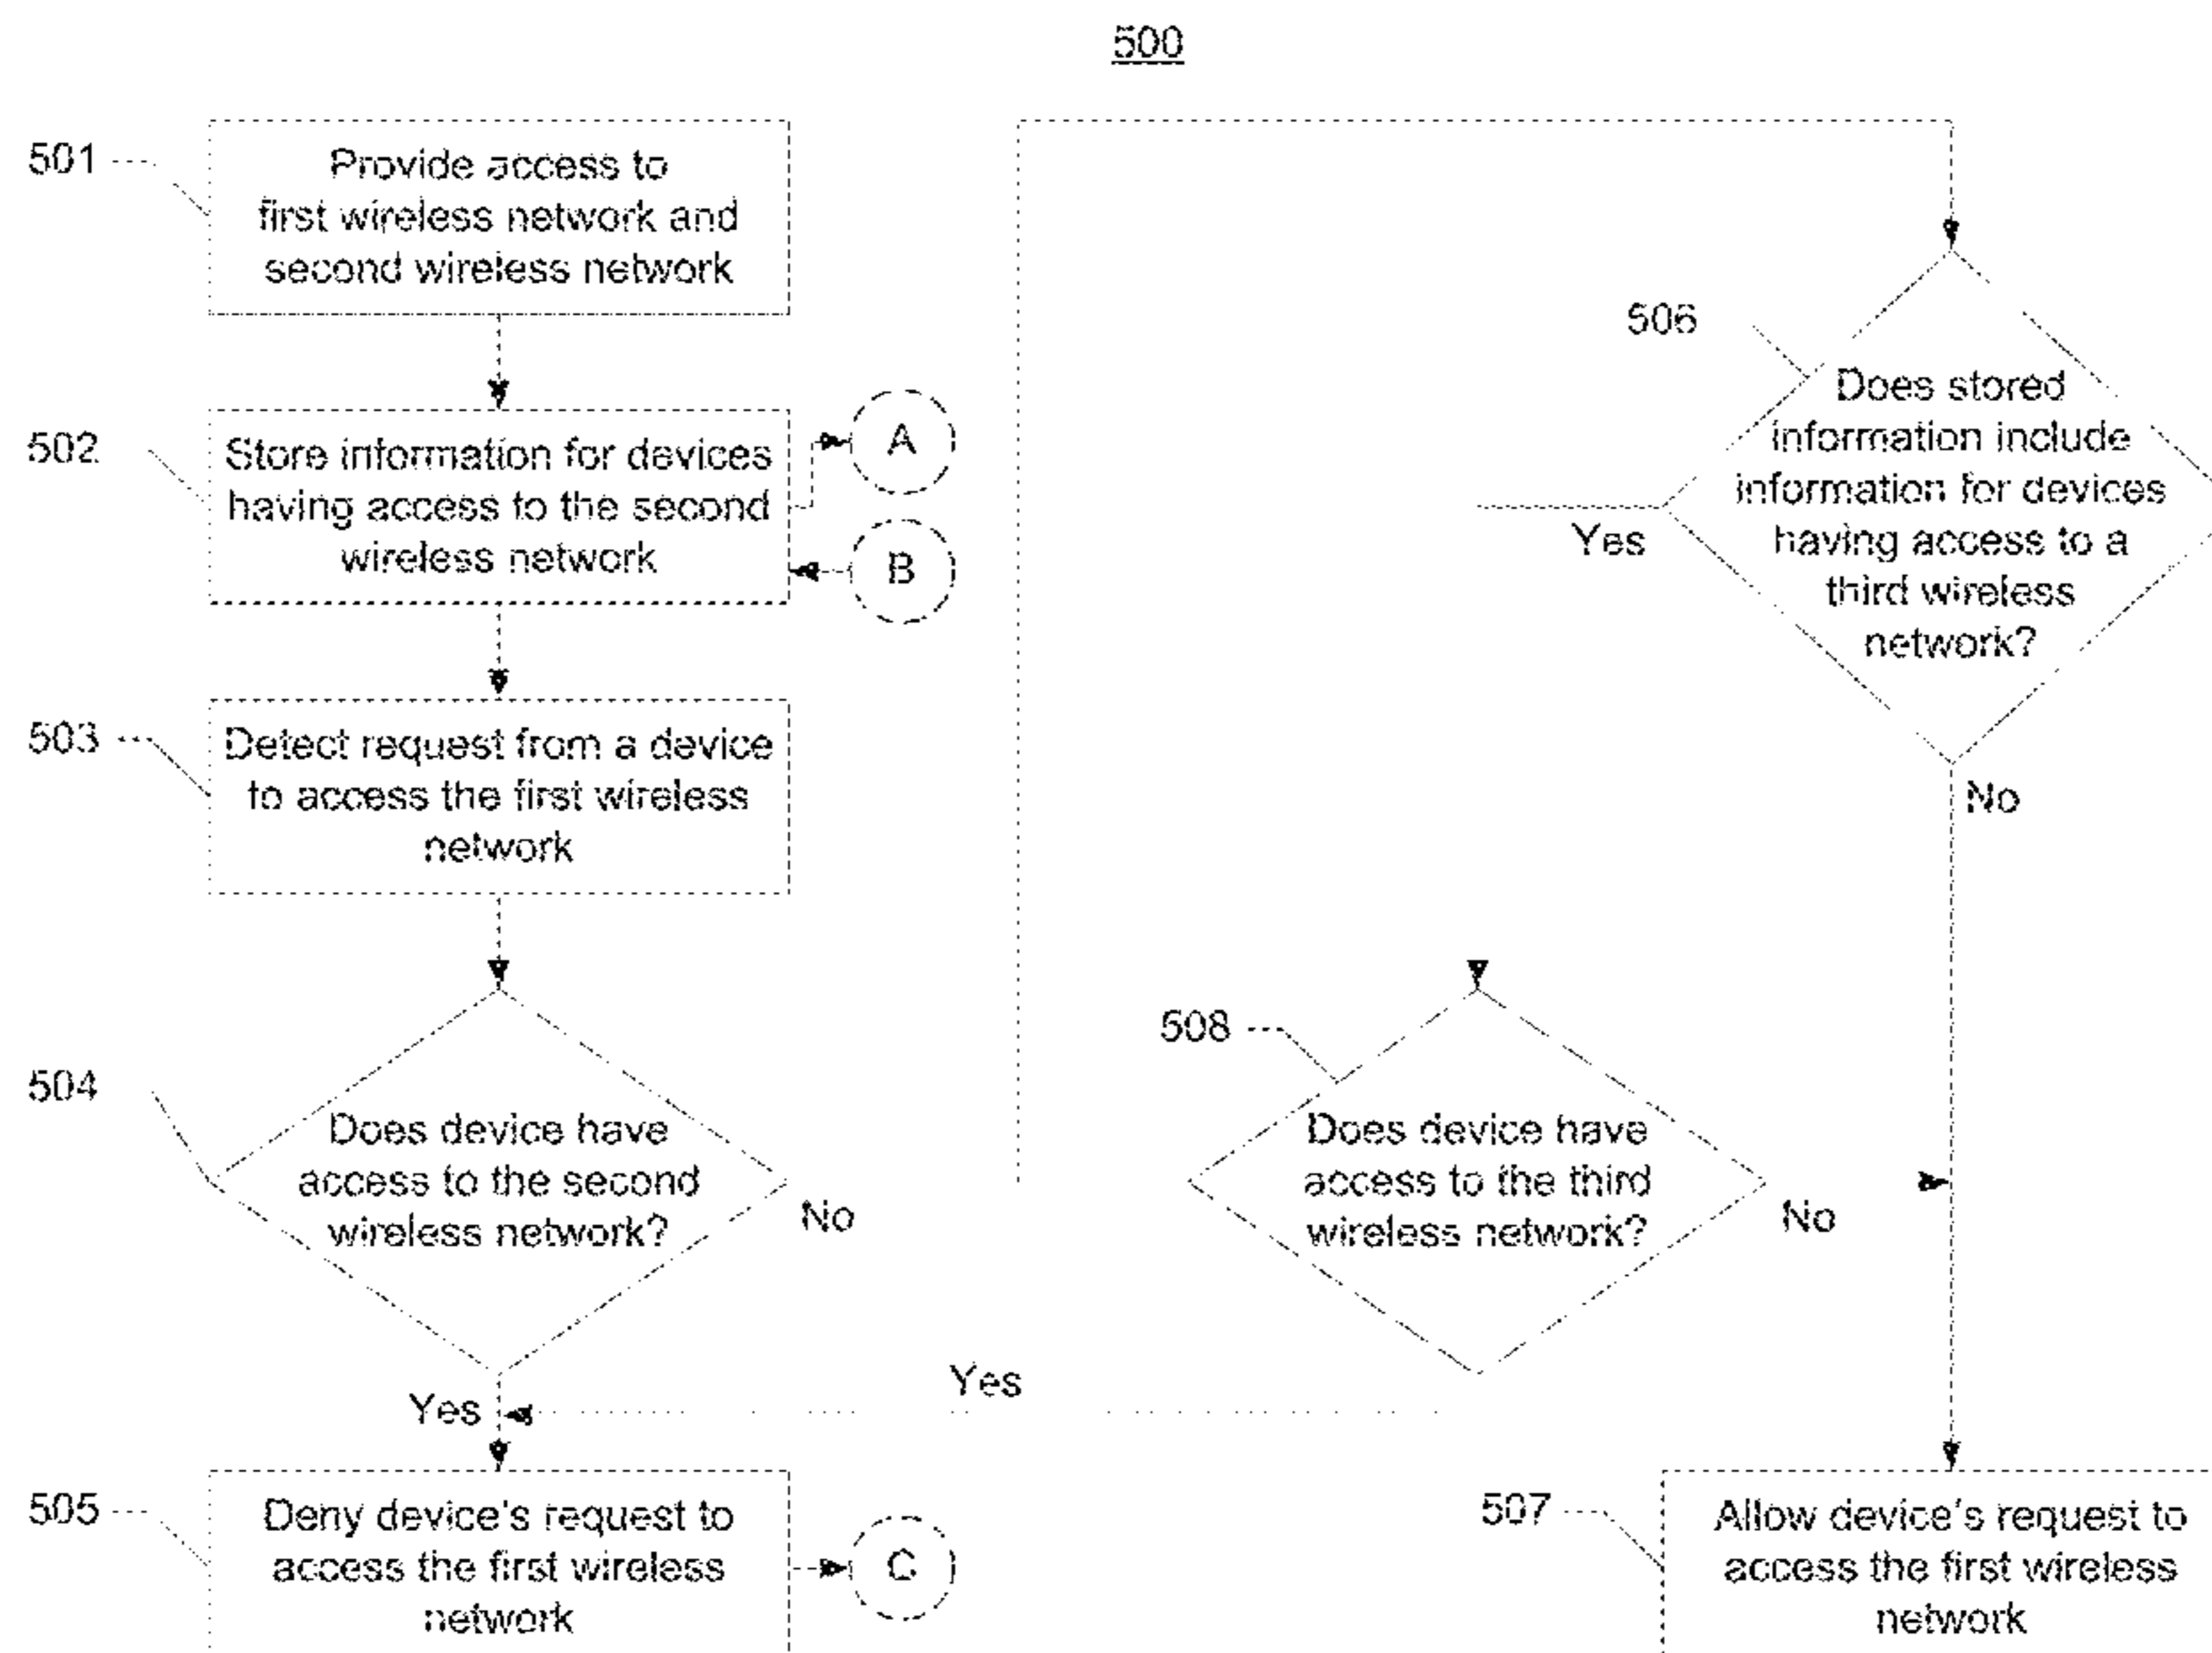 500
501
Provide access to
first wireless network and
second wireless network
502
Store information for devices
having access to the second
wireless network
A
B
503
Detect request from a device
to access the first wireless
network
504
Does device have
access to the second
wireless network?
No
Yes
505
Deny device's request to
access the first wireless
network
C
506
Does stored
information include
information for devices
having access to a
third wireless
network?
Yes
No
508
Does device have
access to the third
wireless network?
No
Yes
507
Allow device's request to
access the first wireless
network